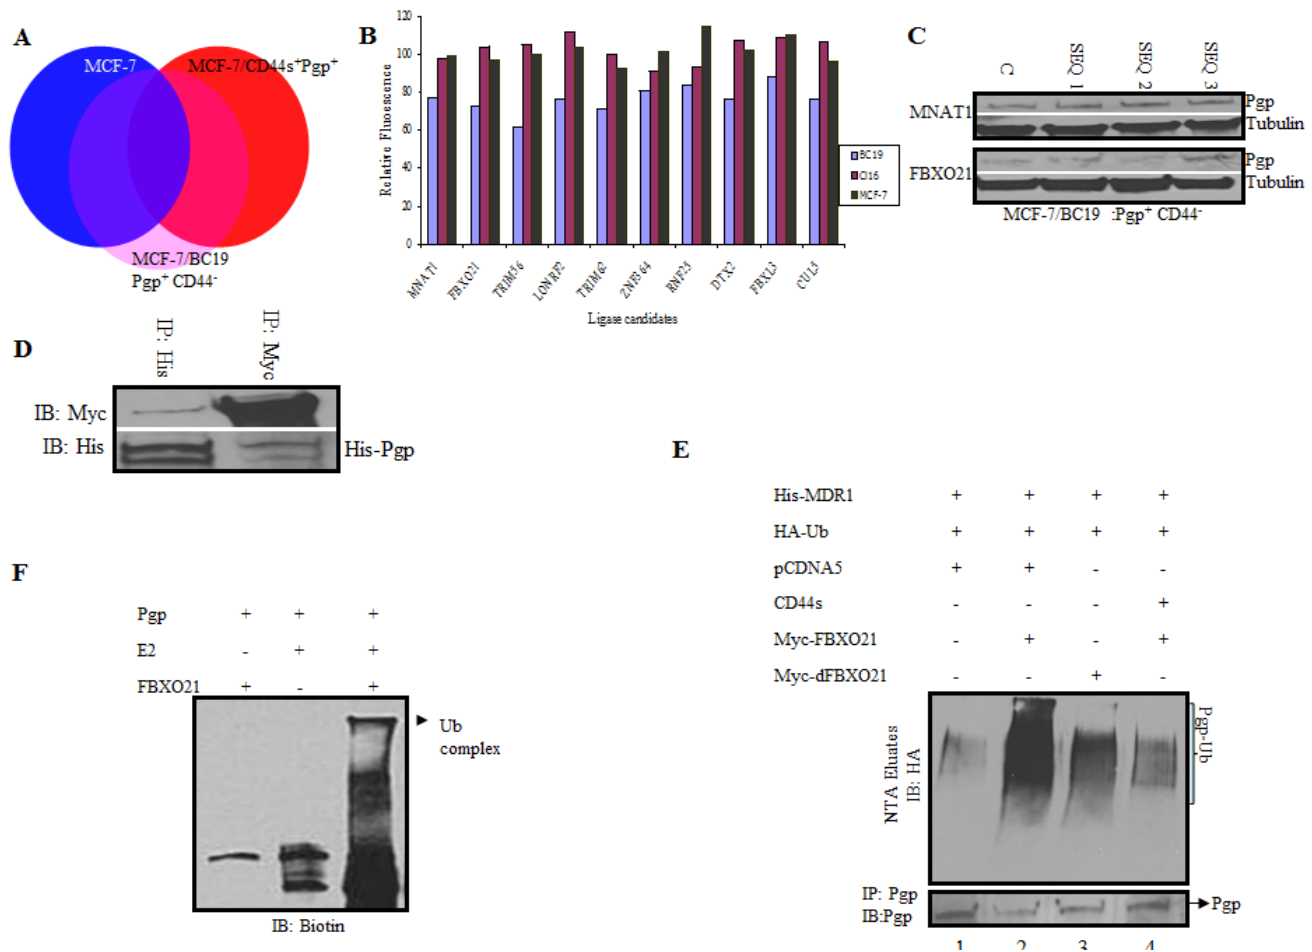 A
MCF-7
MCF-7/CD44s+Pgp+
MCF-7/BC19
Pgp+ CD44-
B
120
100
80
60
40
20
0
Relative Fluorescence
BC19
Cl16
MCF-7
MNAT1
FBXO21
TRIM56
LONRF2
TRIM62
ZNF364
RNF25
DTX2
FBXL3
CUL5
Ligase candidates
C
C
SEQ 1
SEQ 2
SEQ 3
MNAT1
Pgp
Tubulin
FBXO21
Pgp
Tubulin
MCF-7/BC19 :Pgp+ CD44-
D
IP: His
IP: Myc
IB: Myc
IB: His
His-Pgp
E
His-MDR1 + + + +
HA-Ub + + + +
pCDNA5 + + - -
CD44s - - - +
Myc-FBXO21 - + - +
Myc-dFBXO21 - - + -
NTA Eluates
IB: HA
Pgp-Ub
IP: Pgp
IB:Pgp
Pgp
1 2 3 4
F
Pgp + + +
E2 - + +
FBXO21 + - +
Ub
complex
IB: Biotin